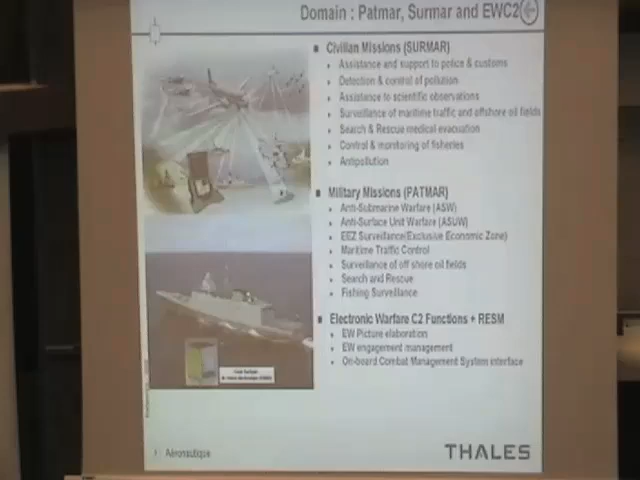 Domain : Patmar, Surmar and EWC2
Civilian Missions (SURMAR)
Assistance and support to police & customs
Detection & control of pollution
Assistance to scientific observations
Surveillance of maritime traffic and offshore oil fields
Search & Rescue medical evacuation
Control & monitoring of fisheries
Antipollution
Military Missions (PATMAR)
Anti-Submarine Warfare (ASW)
Anti-Surface Unit Warfare (ASUW)
EEZ Surveillance(Exclusive Economic Zone)
Maritime Traffic Control
Surveillance of off shore oil fields
Search and Rescue
Fishing Surveillance
Electronic Warfare C2 Functions + RESM
EW Picture elaboration
EW engagement management
On-board Combat Management System interface
Aéronautique
THALES